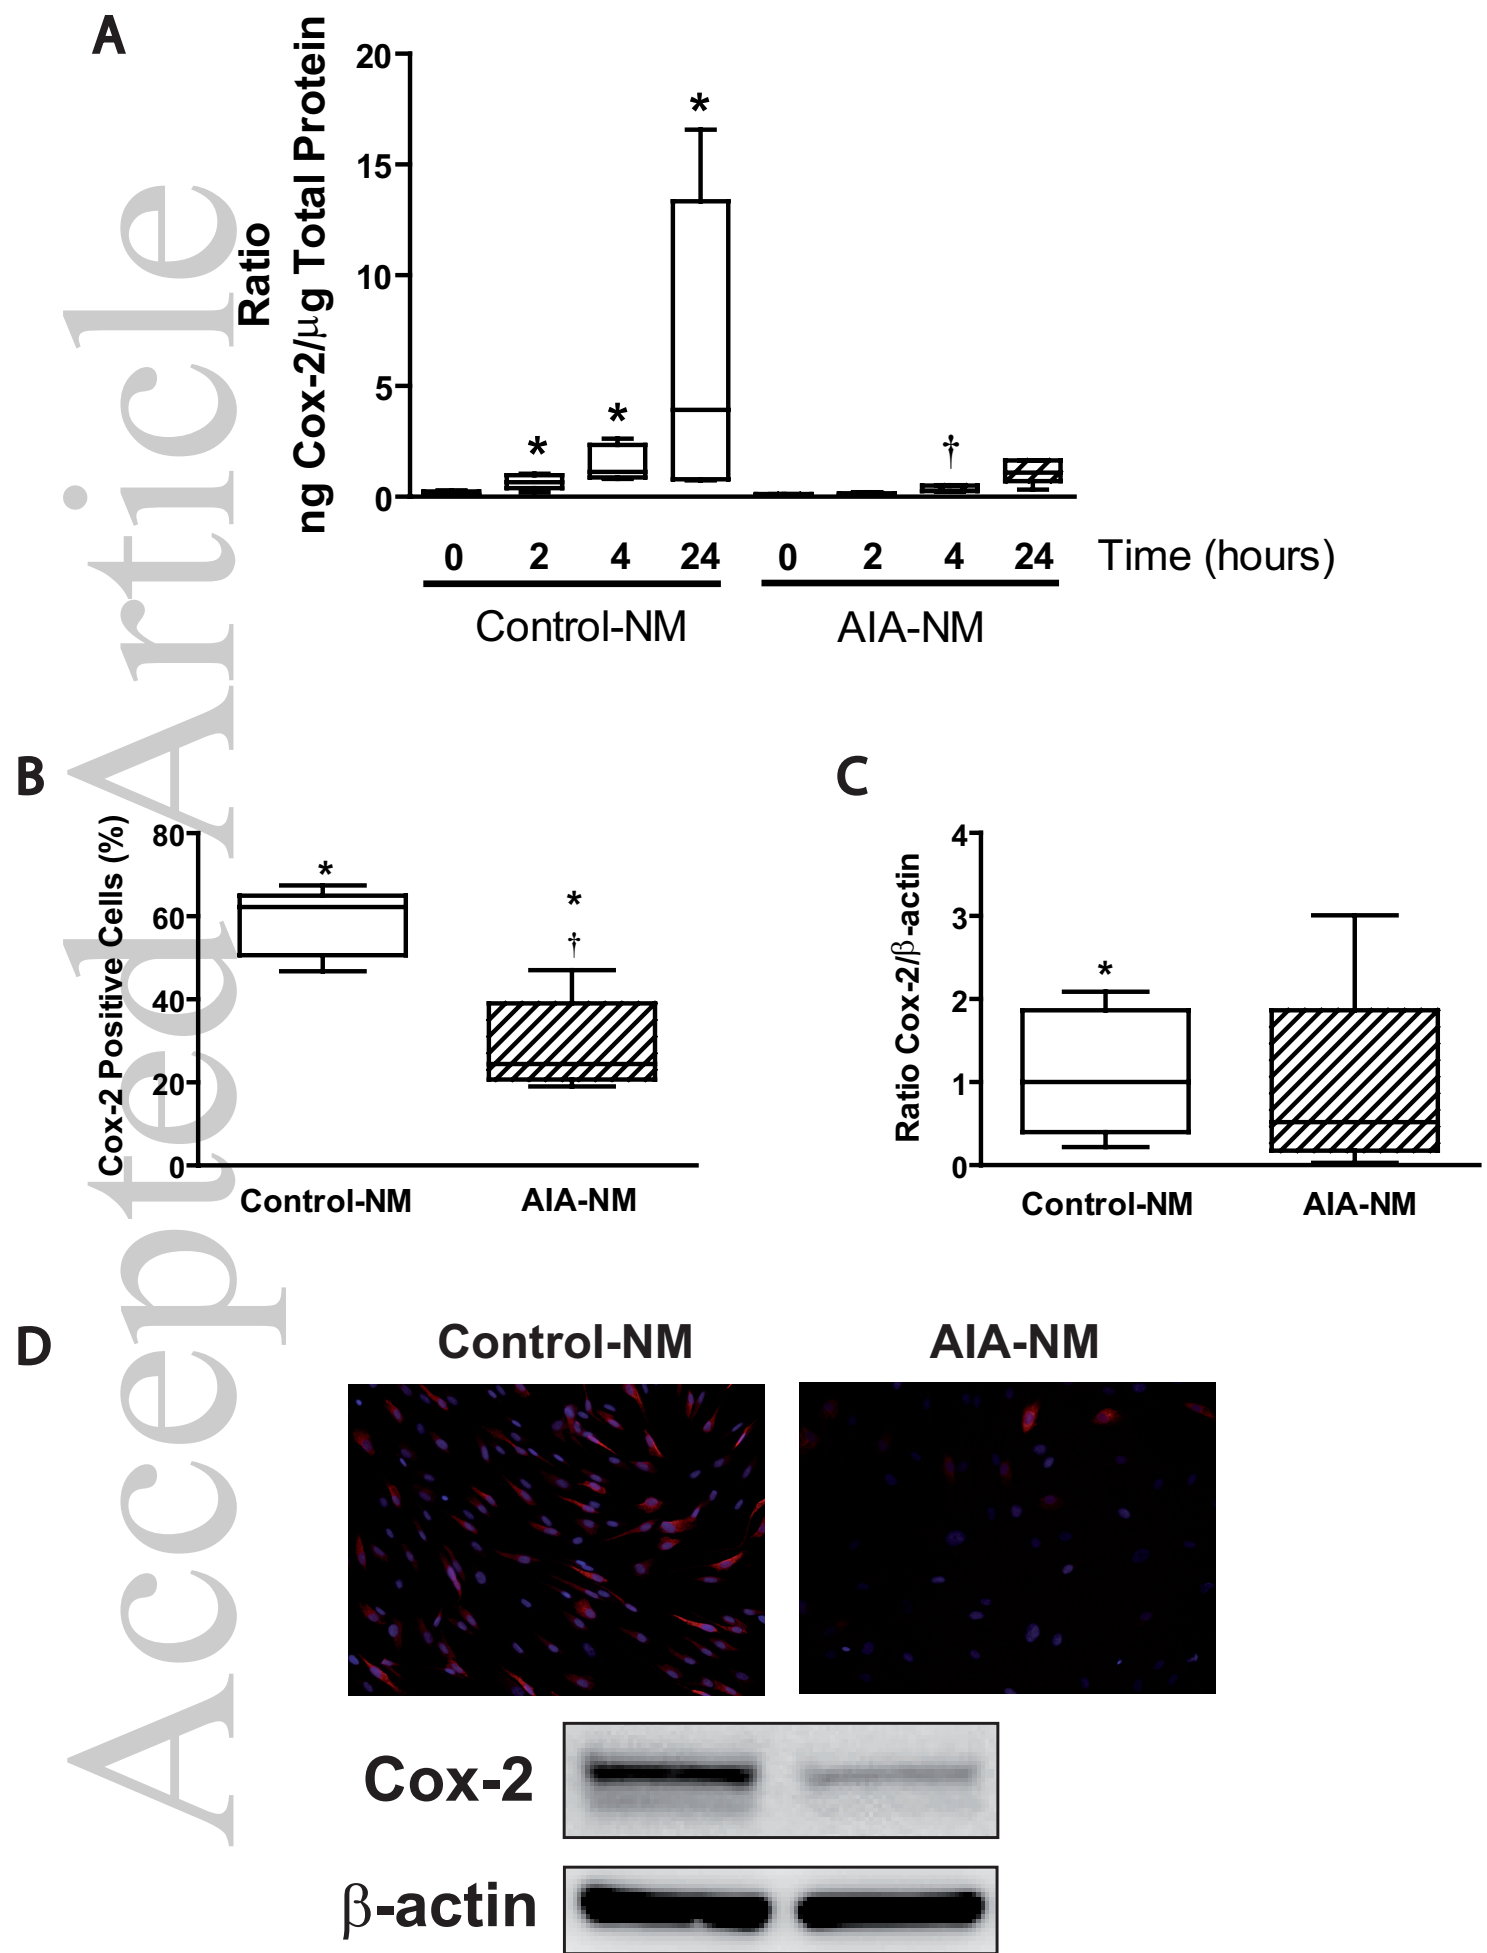 Accepted Article
A
Ratio
ng Cox-2/μg Total Protein
20
15
10
5
0
*
*
*
†
0 2 4 24 0 2 4 24 Time (hours)
Control-NM AIA-NM
B
Cox-2 Positive Cells (%)
80
60
40
20
0
*
*
†
Control-NM AIA-NM
C
Ratio Cox-2/β-actin
4
3
2
1
0
*
Control-NM AIA-NM
D
Control-NM AIA-NM
Cox-2
β-actin